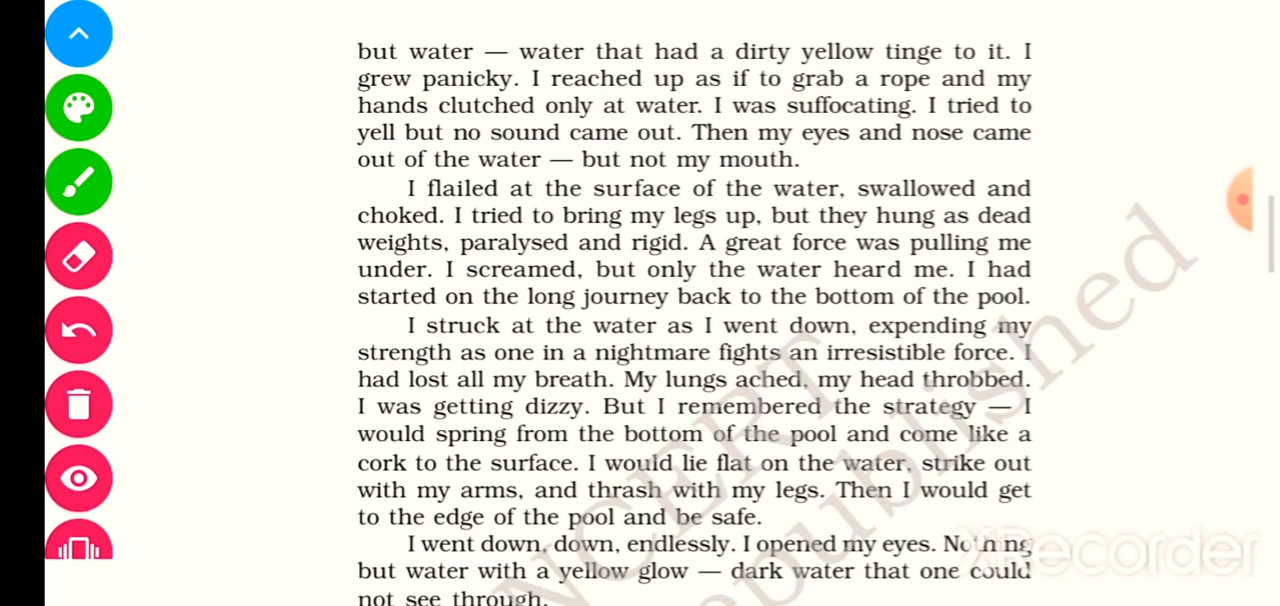 but water — water that had a dirty yellow tinge to it. I
grew panicky. I reached up as if to grab a rope and my
hands clutched only at water. I was suffocating. I tried to
yell but no sound came out. Then my eyes and nose came
out of the water — but not my mouth.
I flailed at the surface of the water, swallowed and
choked. I tried to bring my legs up, but they hung as dead
weights, paralysed and rigid. A great force was pulling me
under. I screamed, but only the water heard me. I had
started on the long journey back to the bottom of the pool.
I struck at the water as I went down, expending my
strength as one in a nightmare fights an irresistible force. I
had lost all my breath. My lungs ached, my head throbbed.
I was getting dizzy. But I remembered the strategy — I
would spring from the bottom of the pool and come like a
cork to the surface. I would lie flat on the water, strike out
with my arms, and thrash with my legs. Then I would get
to the edge of the pool and be safe.
I went down, down, endlessly. I opened my eyes. Nothing
but water with a yellow glow — dark water that one could
not see through.
NCERT
republished
XRecorder